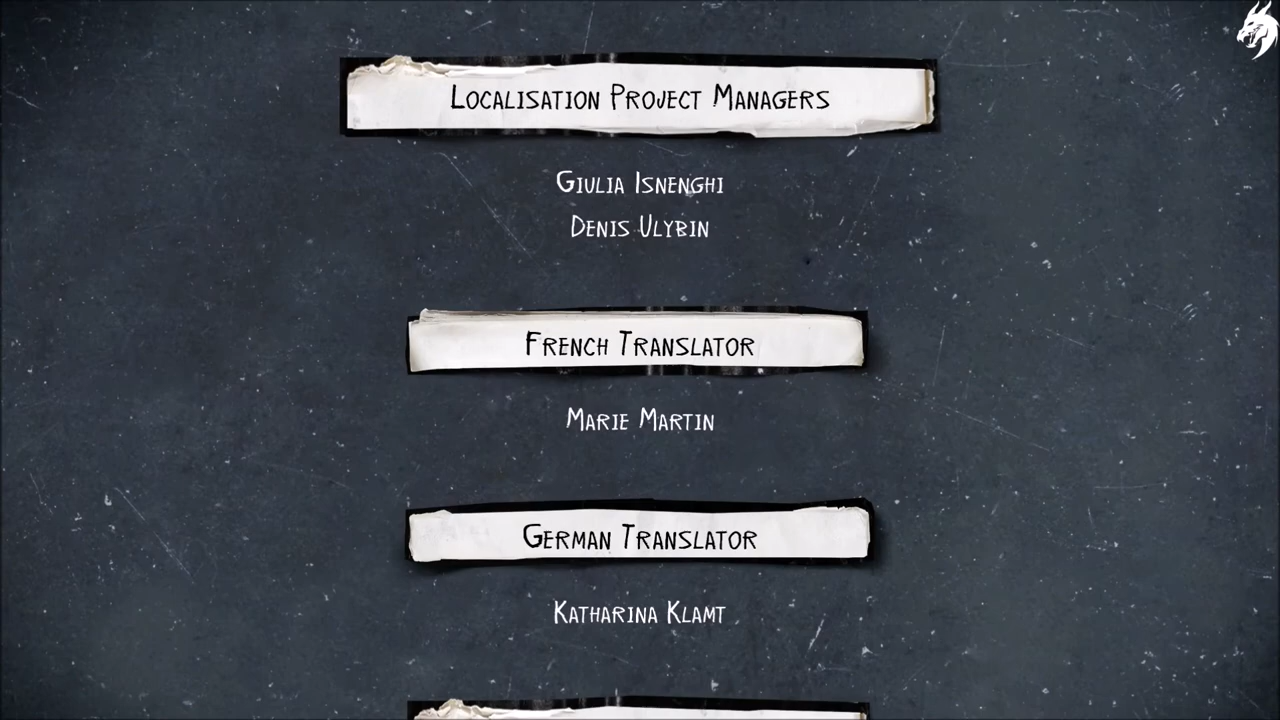 Localisation Project Managers
Giulia Isnenghi
Denis Ulybin
French Translator
Marie Martin
German Translator
Katharina Klamt